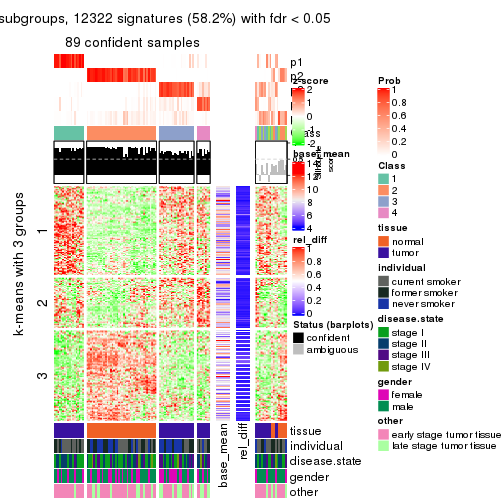 subgroups, 12322 signatures (58.2%) with fdr < 0.05
89 confident samples
p1
p2
z-score
2
1
-1
-2
Prob
1
0.8
0.6
0.4
0.2
0
base_mean
14
12
10
8
6
4
Class
1
2
3
4
tissue
normal
tumor
rel_diff
1
0.8
0.6
0.4
0.2
0
individual
current smoker
former smoker
never smoker
disease.state
stage I
stage II
stage III
stage IV
Status (barplots)
confident
ambiguous
gender
female
male
other
early stage tumor tissue
late stage tumor tissue
k-means with 3 groups
1
2
3
base_mean
rel_diff
tissue
individual
disease.state
gender
other